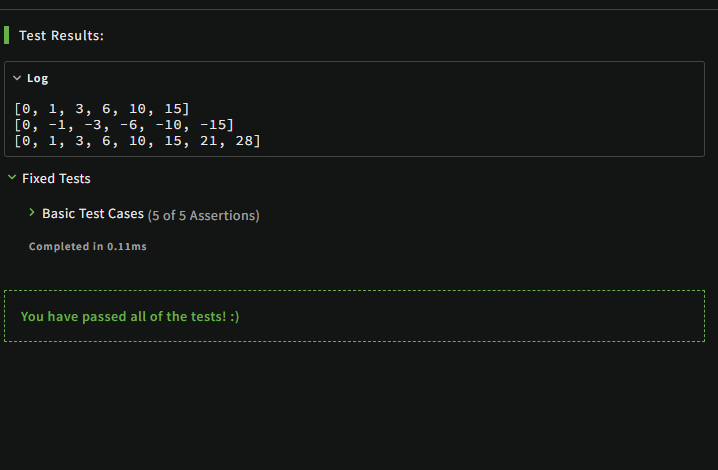 Test Results:
Log
[0, 1, 3, 6, 10, 15]
[0, -1, -3, -6, -10, -15]
[0, 1, 3, 6, 10, 15, 21, 28]
Fixed Tests
Basic Test Cases (5 of 5 Assertions)
Completed in 0.11ms
You have passed all of the tests! :)